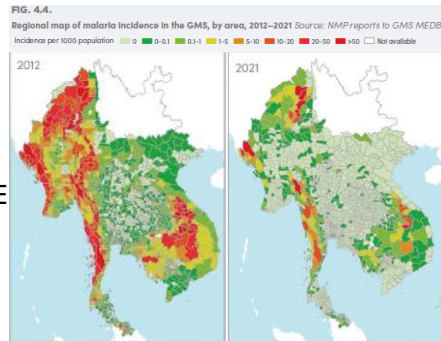 FIG. 4.4.
Regional map of malaria incidence in the GMS, by area, 2012–2021 Source: NMP reports to GMS MEDB
Incidence per 1000 population 0 0–0.1 0.1–1 1–5 5–10 10–20 20–50 >50 Not available
2012 2021